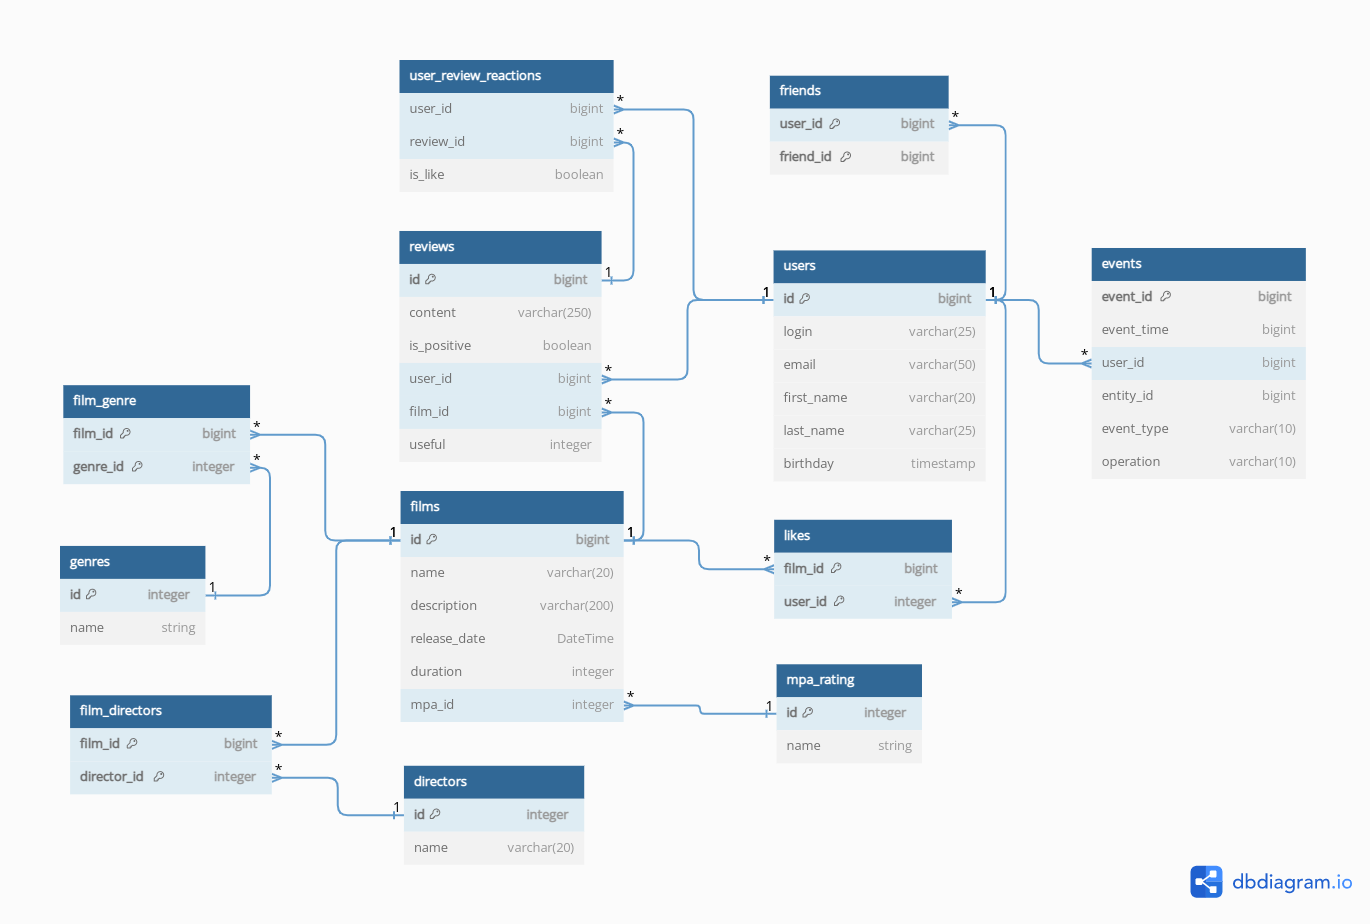 user_review_reactions
user_id bigint
review_id bigint
is_like boolean
friends
user_id bigint
friend_id bigint
reviews
id bigint
content varchar(250)
is_positive boolean
user_id bigint
film_id bigint
useful integer
users
id bigint
login varchar(25)
email varchar(50)
first_name varchar(20)
last_name varchar(25)
birthday timestamp
events
event_id bigint
event_time bigint
user_id bigint
entity_id bigint
event_type varchar(10)
operation varchar(10)
film_genre
film_id bigint
genre_id integer
genres
id integer
name string
films
id bigint
name varchar(20)
description varchar(200)
release_date DateTime
duration integer
mpa_id integer
likes
film_id bigint
user_id integer
mpa_rating
id integer
name string
film_directors
film_id bigint
director_id integer
directors
id integer
name varchar(20)
*
*
1
*
*
*
1
1
*
*
*
1
1
1
*
*
*
1
*
*
1
dbdiagram.io